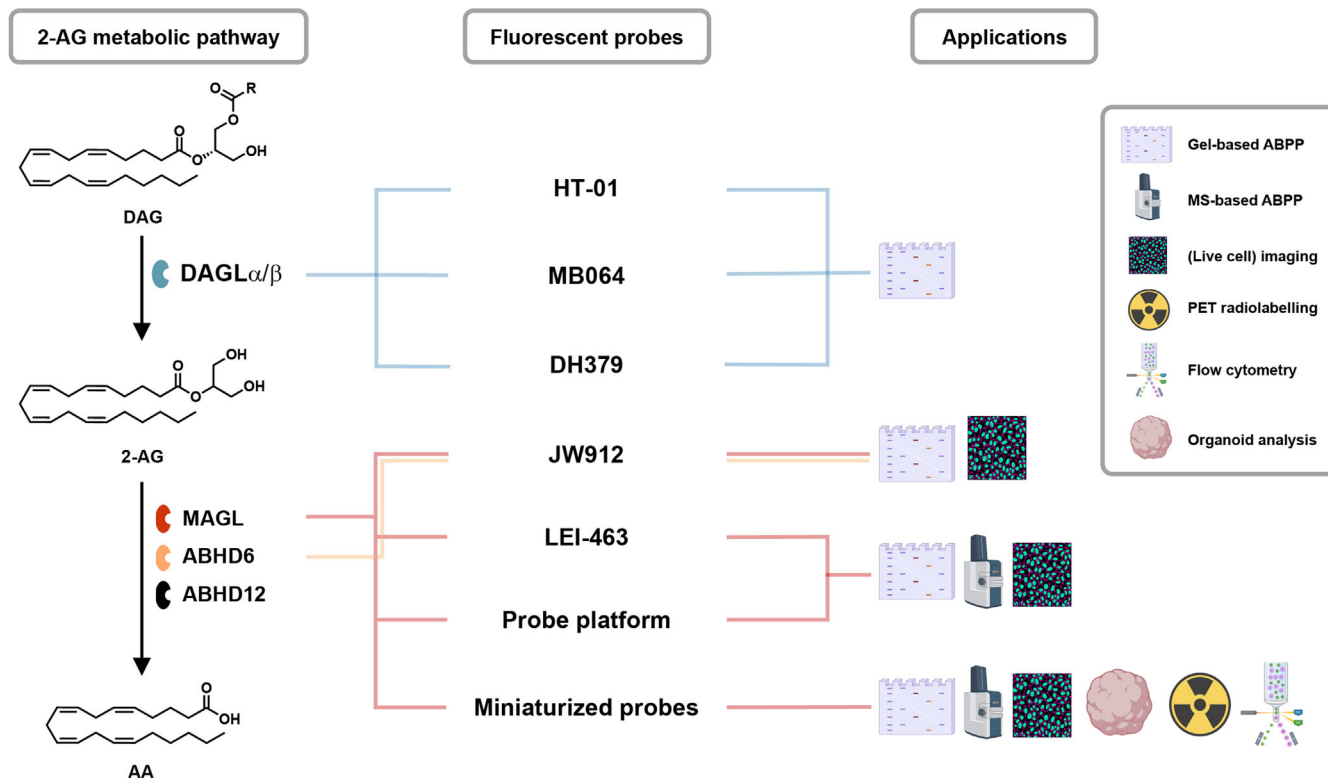 2-AG metabolic pathway
Fluorescent probes
Applications
O
R
O
O
O
OH
DAG
DAGLα/β
OH
O
O
OH
2-AG
MAGL
ABHD6
ABHD12
O
OH
AA
HT-01
MB064
DH379
JW912
LEI-463
Probe platform
Miniaturized probes
Gel-based ABPP
MS-based ABPP
(Live cell) imaging
PET radiolabelling
Flow cytometry
Organoid analysis